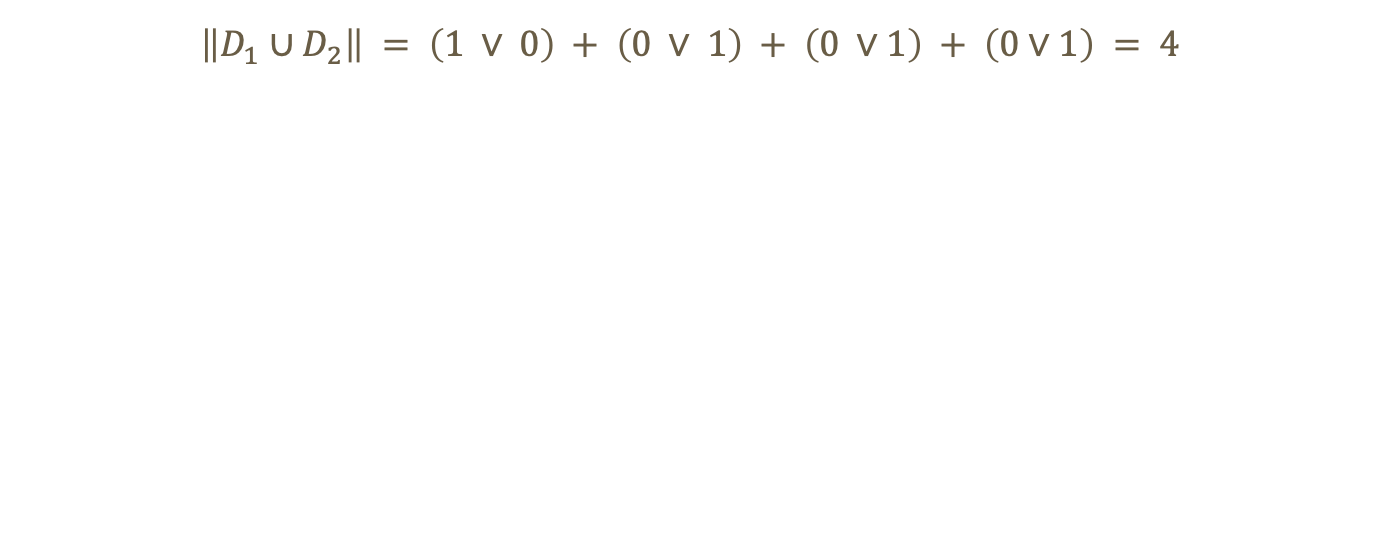 ‖D₁ ∪ D₂‖ = (1 ∨ 0) + (0 ∨ 1) + (0 ∨ 1) + (0 ∨ 1) = 4